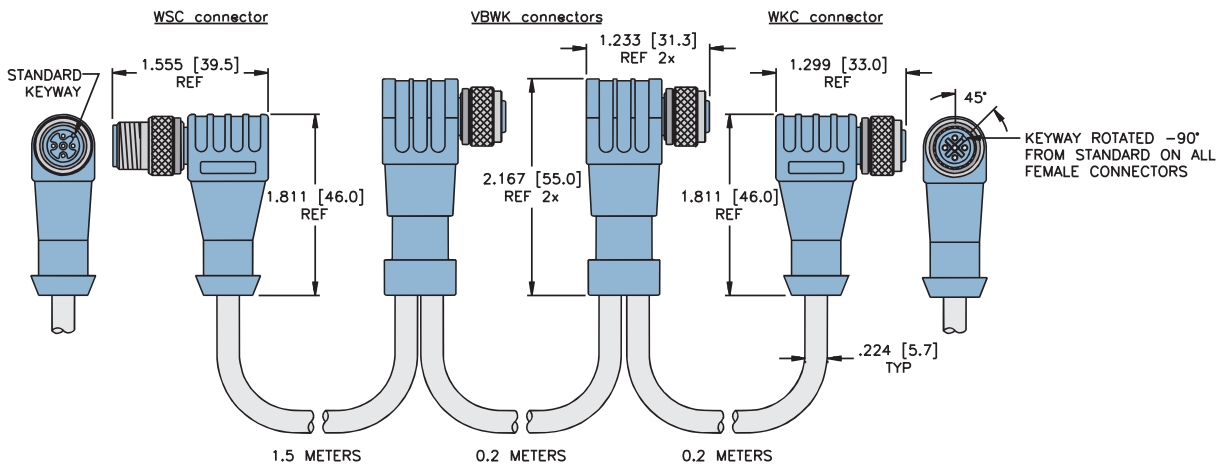 WSC connector
VBWK connectors
WKC connector
STANDARD
KEYWAY
1.555 [39.5]
REF
1.233 [31.3]
REF 2x
1.299 [33.0]
REF
45°
KEYWAY ROTATED -90°
FROM STANDARD ON ALL
FEMALE CONNECTORS
1.811 [46.0]
REF
2.167 [55.0]
REF 2x
1.811 [46.0]
REF
.224 [5.7]
TYP
1.5 METERS
0.2 METERS
0.2 METERS